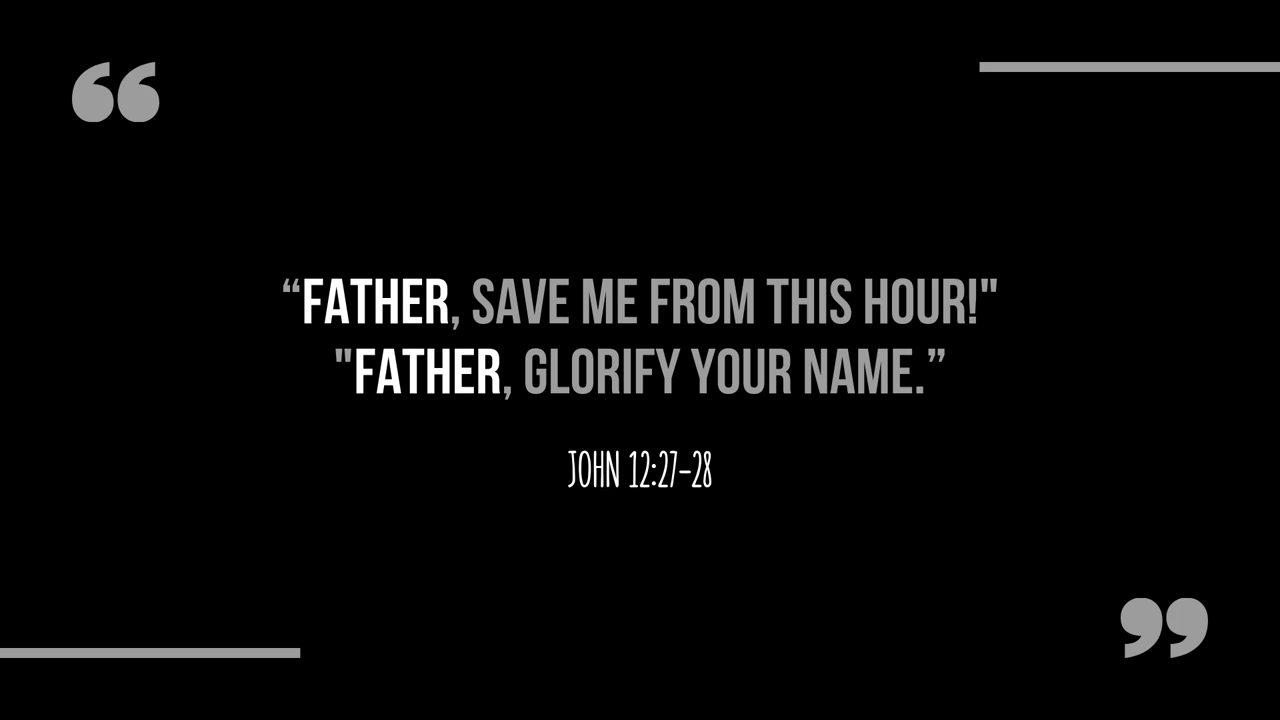 “FATHER, SAVE ME FROM THIS HOUR!"
"FATHER, GLORIFY YOUR NAME.”
JOHN 12:27–28